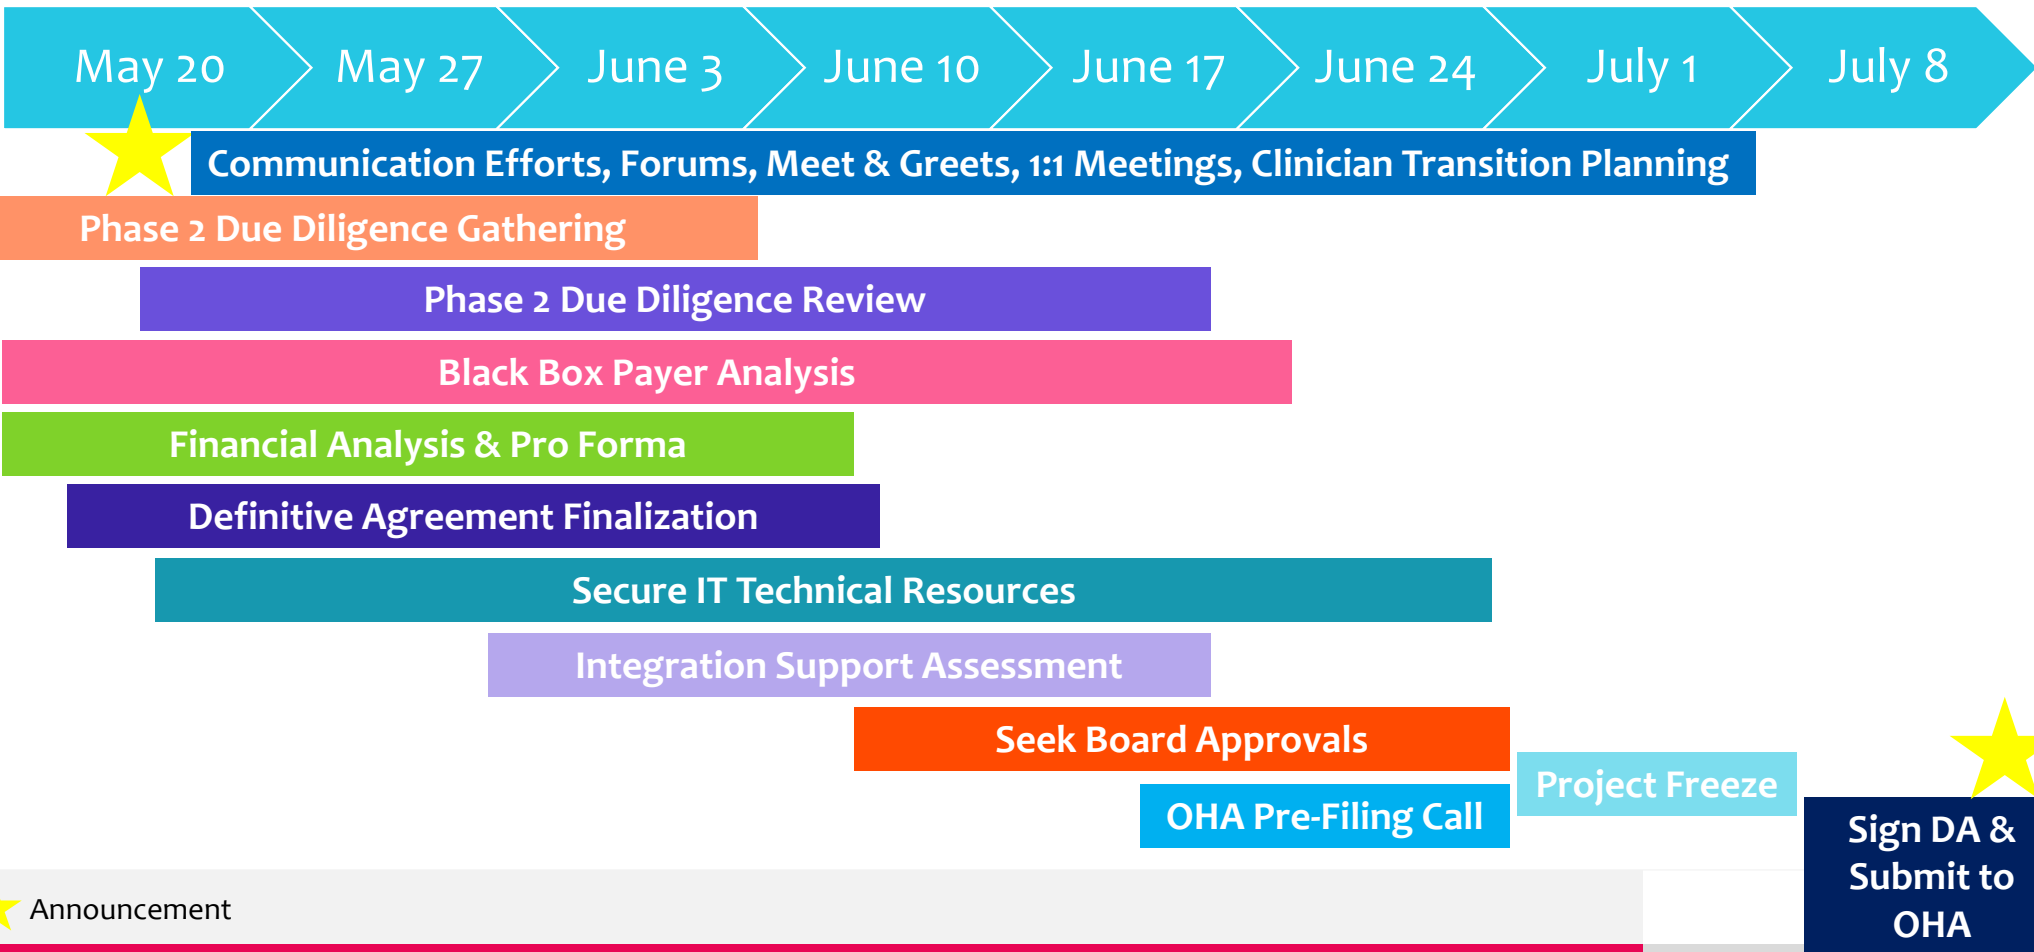 May 20
May 27
June 3
June 10
June 17
June 24
July 1
July 8
Communication Efforts, Forums, Meet & Greets, 1:1 Meetings, Clinician Transition Planning
Phase 2 Due Diligence Gathering
Phase 2 Due Diligence Review
Black Box Payer Analysis
Financial Analysis & Pro Forma
Definitive Agreement Finalization
Secure IT Technical Resources
Integration Support Assessment
Seek Board Approvals
Project Freeze
OHA Pre-Filing Call
Sign DA &
Submit to
OHA
Announcement